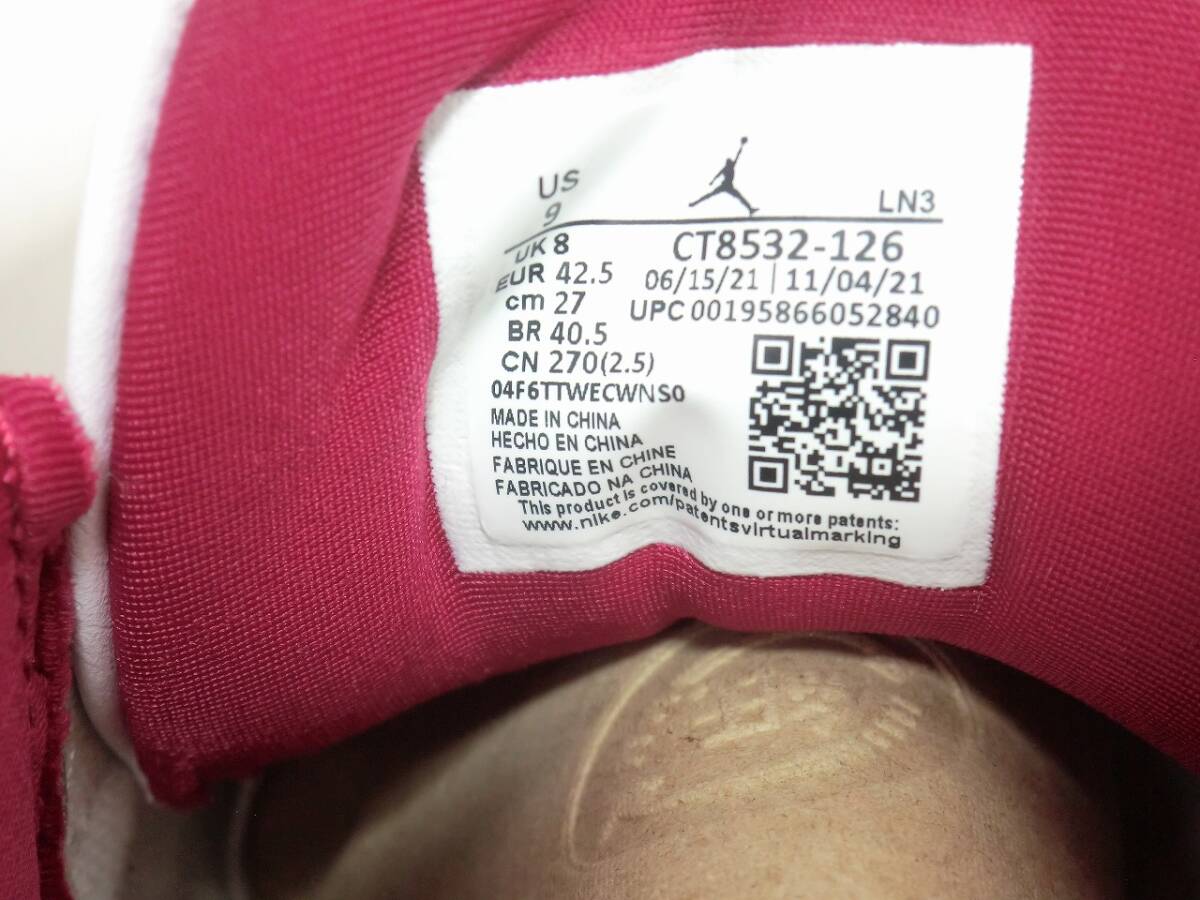 US
9
LN3
UK 8
EUR 42.5
cm 27
BR 40.5
CN 270(2.5)
CT8532-126
06/15/21 | 11/04/21
UPC 00195866052840
04F6TTWECWNS0
MADE IN CHINA
HECHO EN CHINA
FABRIQUE EN CHINE
FABRICADO NA CHINA
This product is covered by one or more patents:
www.nike.com/patentsvirtualmarking